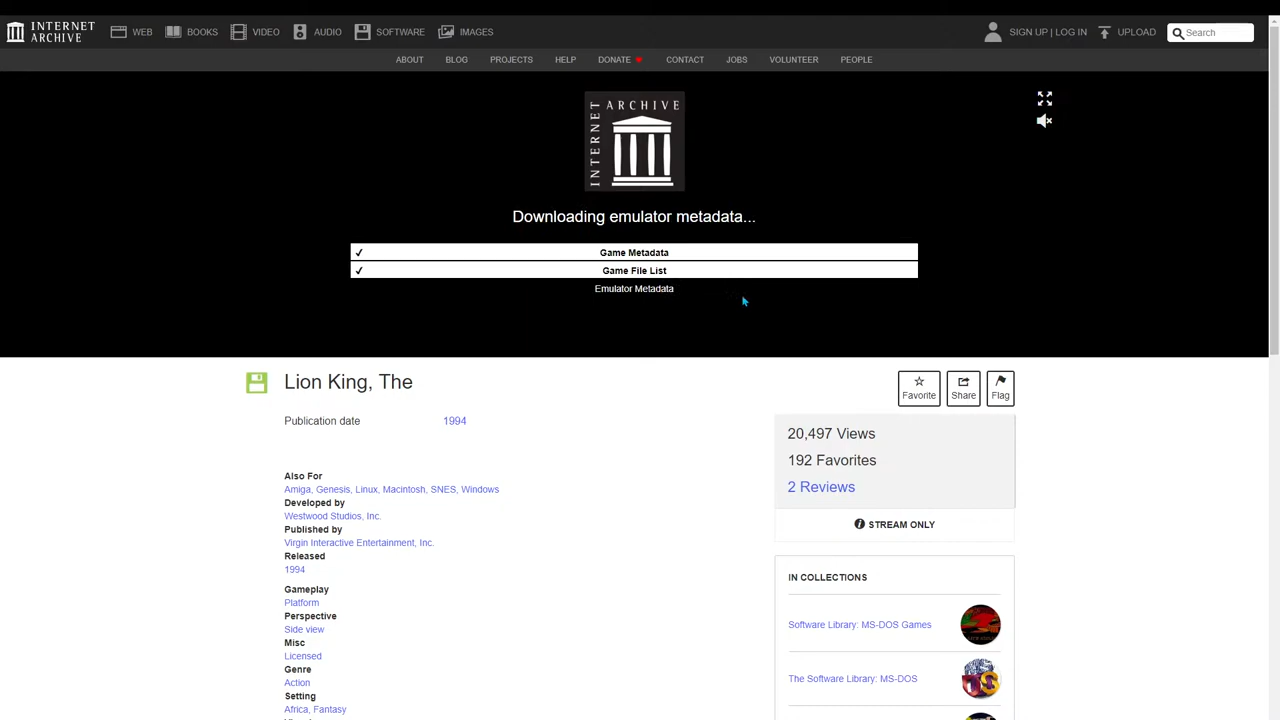 INTERNET ARCHIVE
WEB
BOOKS
VIDEO
AUDIO
SOFTWARE
IMAGES
SIGN UP | LOG IN
UPLOAD
Search
ABOUT
BLOG
PROJECTS
HELP
DONATE
CONTACT
JOBS
VOLUNTEER
PEOPLE
INTERNET ARCHIVE
Downloading emulator metadata...
✓ Game Metadata
✓ Game File List
Emulator Metadata
Lion King, The
Favorite
Share
Flag
Publication date 1994
Also For
Amiga, Genesis, Linux, Macintosh, SNES, Windows
Developed by
Westwood Studios, Inc.
Published by
Virgin Interactive Entertainment, Inc.
Released
1994
Gameplay
Platform
Perspective
Side view
Misc
Licensed
Genre
Action
Setting
Africa, Fantasy
20,497 Views
192 Favorites
2 Reviews
STREAM ONLY
IN COLLECTIONS
Software Library: MS-DOS Games
The Software Library: MS-DOS